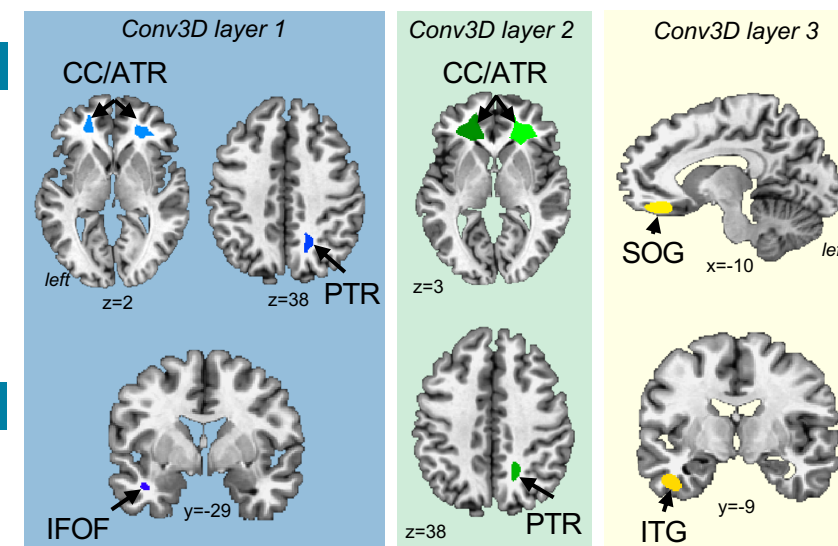 Conv3D layer 1
CC/ATR
left
z=2
z=38
PTR
IFOF
y=-29
Conv3D layer 2
CC/ATR
z=3
z=38
PTR
Conv3D layer 3
SOG
x=-10
ITG
y=-9